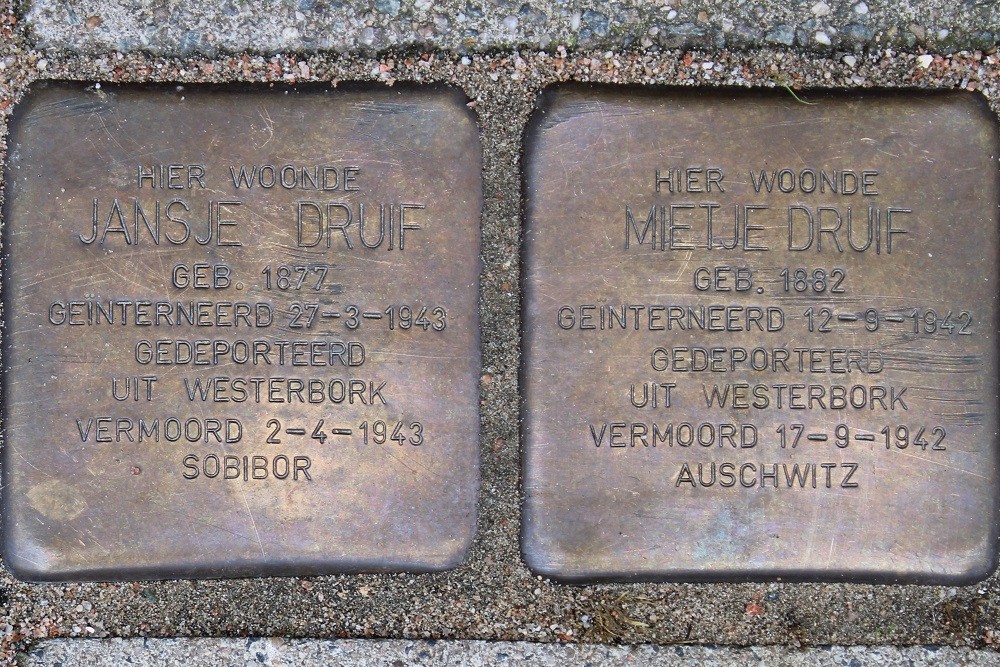 HIER WOONDE
JANSJE DRUIF
GEB. 1877
GEÏNTERNEERD 27-3-1943
GEDEPORTEERD
UIT WESTERBORK
VERMOORD 2-4-1943
SOBIBOR
HIER WOONDE
MIETJE DRUIF
GEB. 1882
GEÏNTERNEERD 12-9-1942
GEDEPORTEERD
UIT WESTERBORK
VERMOORD 17-9-1942
AUSCHWITZ